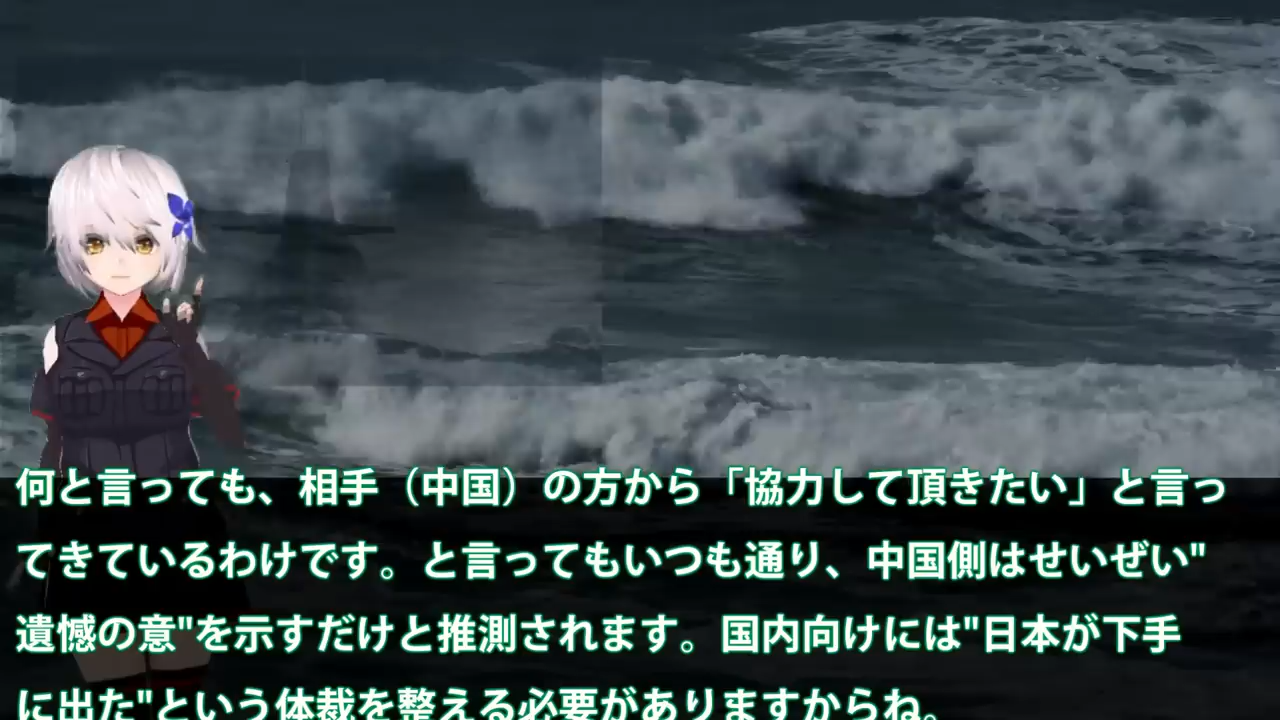 何と言っても、相手（中国）の方から「協力して頂きたい」と言っ
てきているわけです。と言ってもいつも通り、中国側はせいぜい"
遺憾の意"を示すだけと推測されます。国内向けには"日本が下手
に出た"という体裁を整える必要がありますからね。